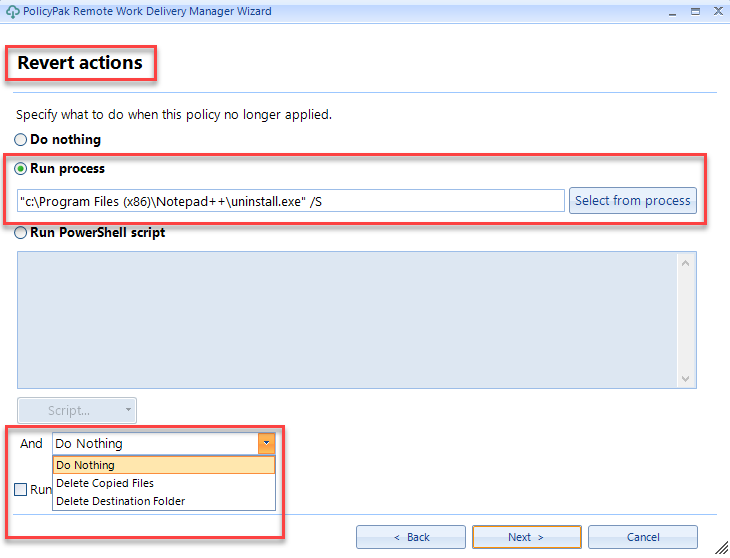 PolicyPak Remote Work Delivery Manager Wizard
Revert actions
Specify what to do when this policy no longer applied.
Do nothing
Run process
"c:\Program Files (x86)\Notepad++\uninstall.exe" /S
Select from process
Run PowerShell script
Script...
And
Do Nothing
Do Nothing
Delete Copied Files
Run
Delete Destination Folder
< Back
Next >
Cancel